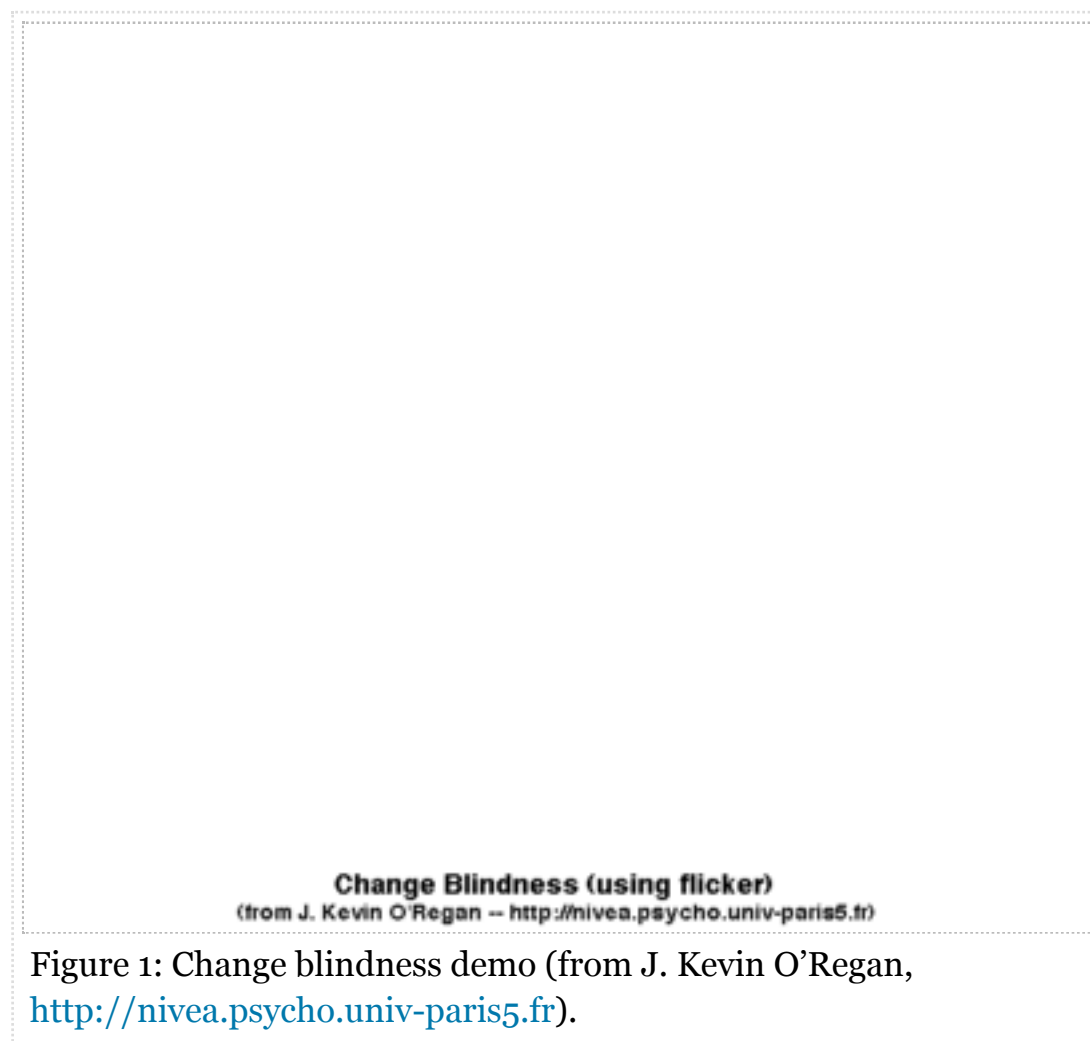 Change Blindness (using flicker)
(from J. Kevin O'Regan -- http://nivea.psycho.univ-paris5.fr)
Figure 1: Change blindness demo (from J. Kevin O’Regan,
http://nivea.psycho.univ-paris5.fr).